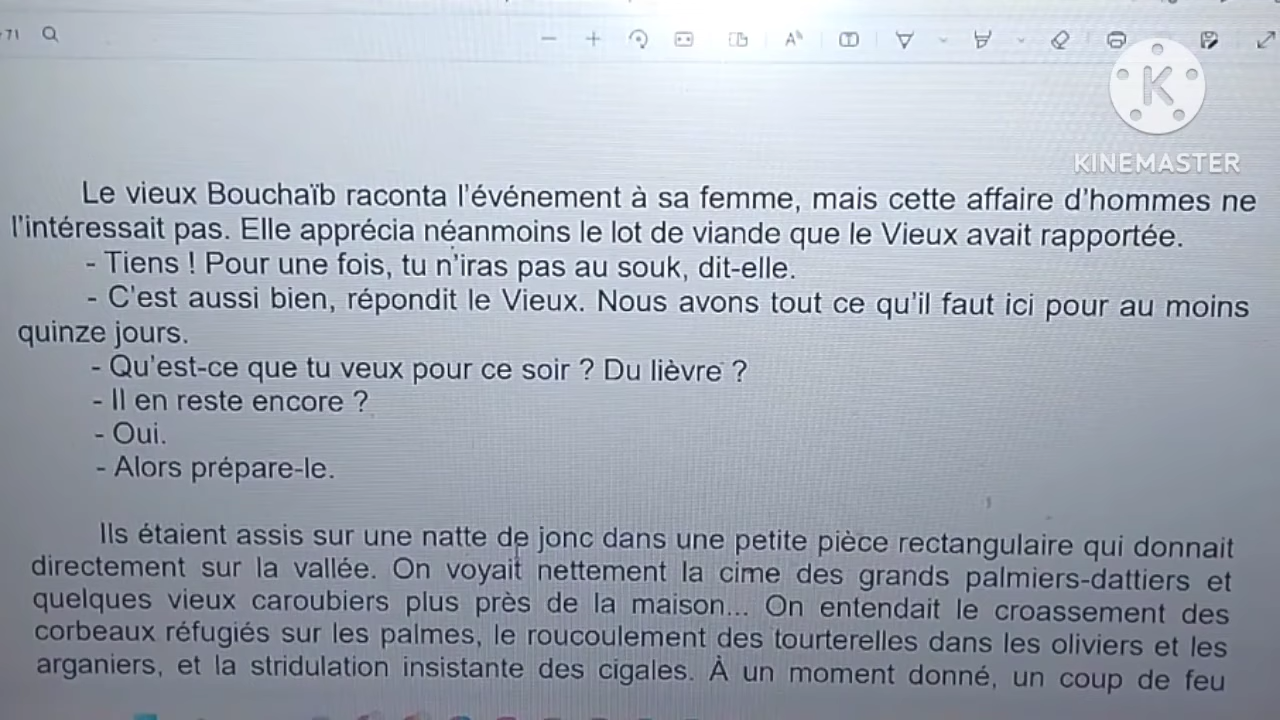 71
K
KINEMASTER
Le vieux Bouchaïb raconta l'événement à sa femme, mais cette affaire d'hommes ne
l'intéressait pas. Elle apprécia néanmoins le lot de viande que le Vieux avait rapportée.
- Tiens ! Pour une fois, tu n'iras pas au souk, dit-elle.
- C'est aussi bien, répondit le Vieux. Nous avons tout ce qu'il faut ici pour au moins
quinze jours.
- Qu'est-ce que tu veux pour ce soir ? Du lièvre ?
- Il en reste encore ?
- Oui.
- Alors prépare-le.
Ils étaient assis sur une natte de jonc dans une petite pièce rectangulaire qui donnait
directement sur la vallée. On voyait nettement la cime des grands palmiers-dattiers et
quelques vieux caroubiers plus près de la maison... On entendait le croassement des
corbeaux réfugiés sur les palmes, le roucoulement des tourterelles dans les oliviers et les
arganiers, et la stridulation insistante des cigales. À un moment donné, un coup de feu